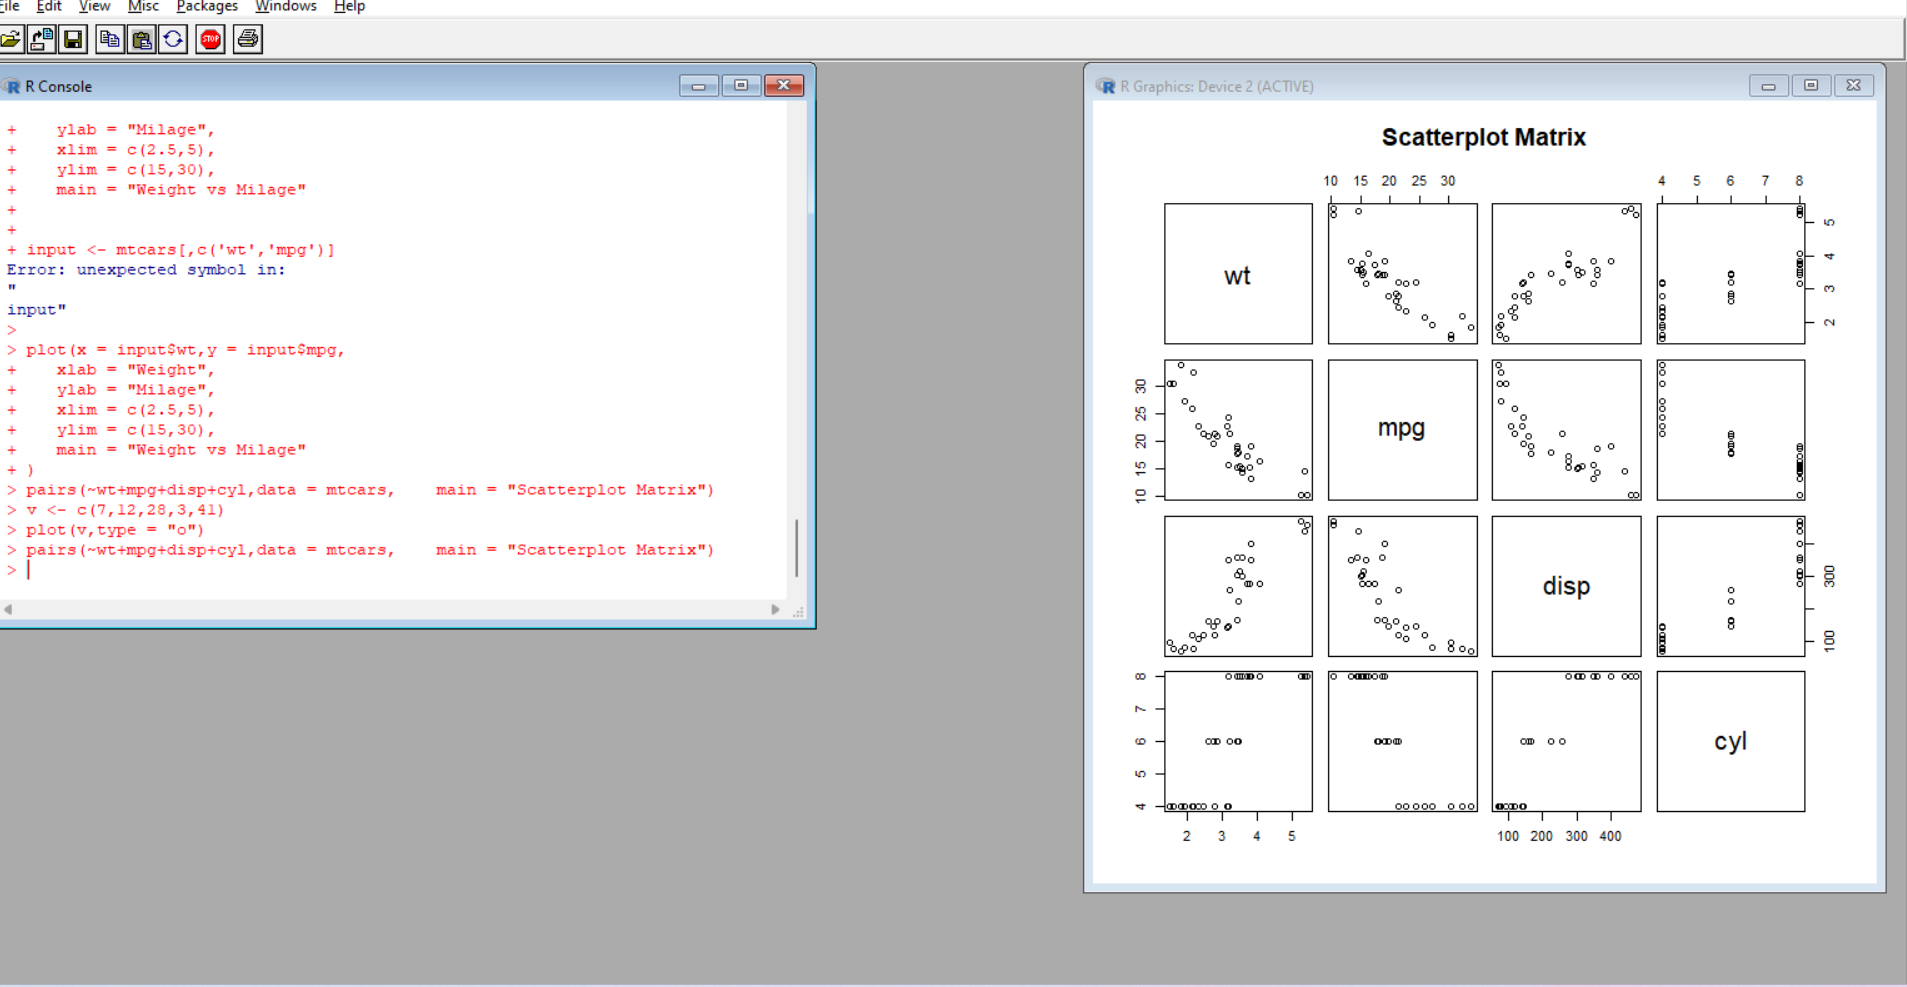 File Edit View Misc Packages Windows Help
STOP
R Console
+    ylab = "Milage",
+    xlim = c(2.5,5),
+    ylim = c(15,30),
+    main = "Weight vs Milage"
+
+
+ input <- mtcars[,c('wt','mpg')]
Error: unexpected symbol in:
"
input"
>
> plot(x = input$wt,y = input$mpg,
+    xlab = "Weight",
+    ylab = "Milage",
+    xlim = c(2.5,5),
+    ylim = c(15,30),
+    main = "Weight vs Milage"
+ )
> pairs(~wt+mpg+disp+cyl,data = mtcars,    main = "Scatterplot Matrix")
> v <- c(7,12,28,3,41)
> plot(v,type = "o")
> pairs(~wt+mpg+disp+cyl,data = mtcars,    main = "Scatterplot Matrix")
>
R Graphics: Device 2 (ACTIVE)
Scatterplot Matrix
10 15 20 25 30
4 5 6 7 8
wt
5
4
3
2
30
25
20
15
10
mpg
disp
300
100
8
7
6
5
4
cyl
2 3 4 5
100 200 300 400